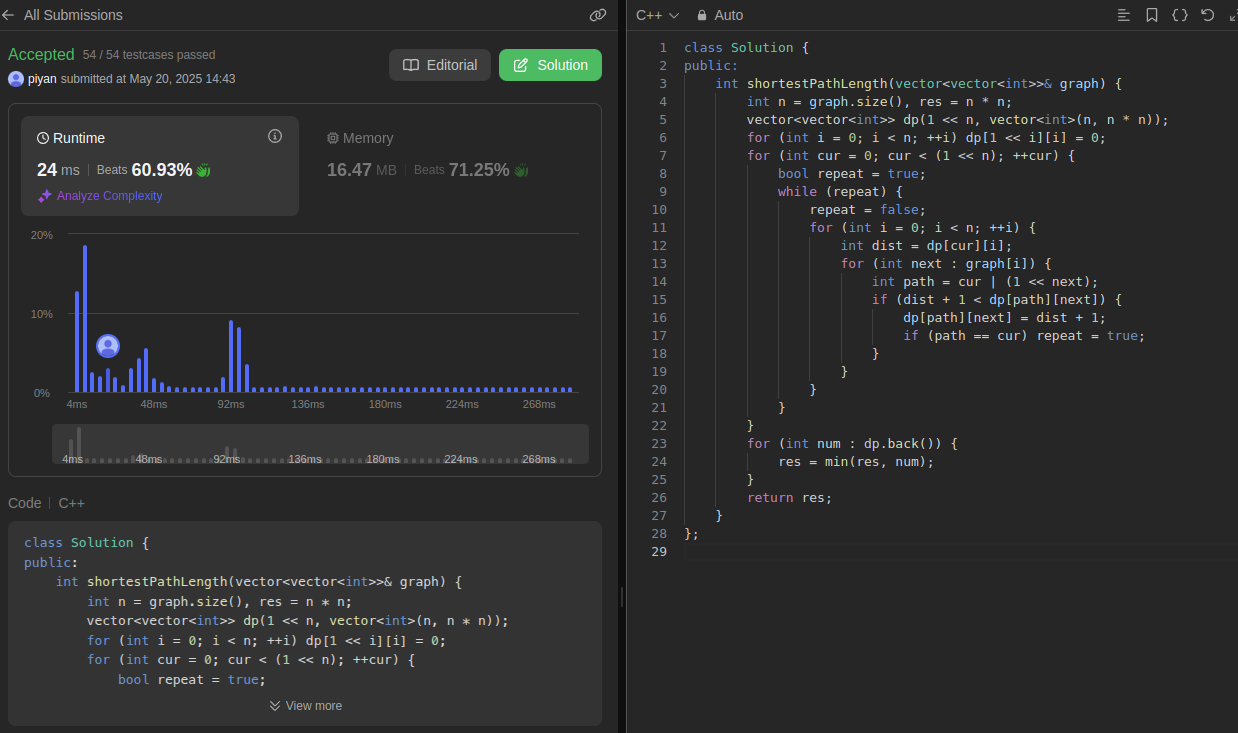 All Submissions
Accepted 54 / 54 testcases passed
piyan submitted at May 20, 2025 14:43
Editorial
Solution
Runtime
24 ms | Beats 60.93%
Analyze Complexity
Memory
16.47 MB | Beats 71.25%
20%
10%
0%
4ms 48ms 92ms 136ms 180ms 224ms 268ms
4ms 48ms 92ms 136ms 180ms 224ms 268ms
Code | C++
class Solution {
public:
    int shortestPathLength(vector<vector<int>>& graph) {
        int n = graph.size(), res = n * n;
        vector<vector<int>> dp(1 << n, vector<int>(n, n * n));
        for (int i = 0; i < n; ++i) dp[1 << i][i] = 0;
        for (int cur = 0; cur < (1 << n); ++cur) {
            bool repeat = true;
View more
C++ Auto
1 class Solution {
2 public:
3     int shortestPathLength(vector<vector<int>>& graph) {
4         int n = graph.size(), res = n * n;
5         vector<vector<int>> dp(1 << n, vector<int>(n, n * n));
6         for (int i = 0; i < n; ++i) dp[1 << i][i] = 0;
7         for (int cur = 0; cur < (1 << n); ++cur) {
8             bool repeat = true;
9             while (repeat) {
10                 repeat = false;
11                 for (int i = 0; i < n; ++i) {
12                     int dist = dp[cur][i];
13                     for (int next : graph[i]) {
14                         int path = cur | (1 << next);
15                         if (dist + 1 < dp[path][next]) {
16                             dp[path][next] = dist + 1;
17                             if (path == cur) repeat = true;
18                         }
19                     }
20                 }
21             }
22         }
23         for (int num : dp.back()) {
24             res = min(res, num);
25         }
26         return res;
27     }
28 };
29